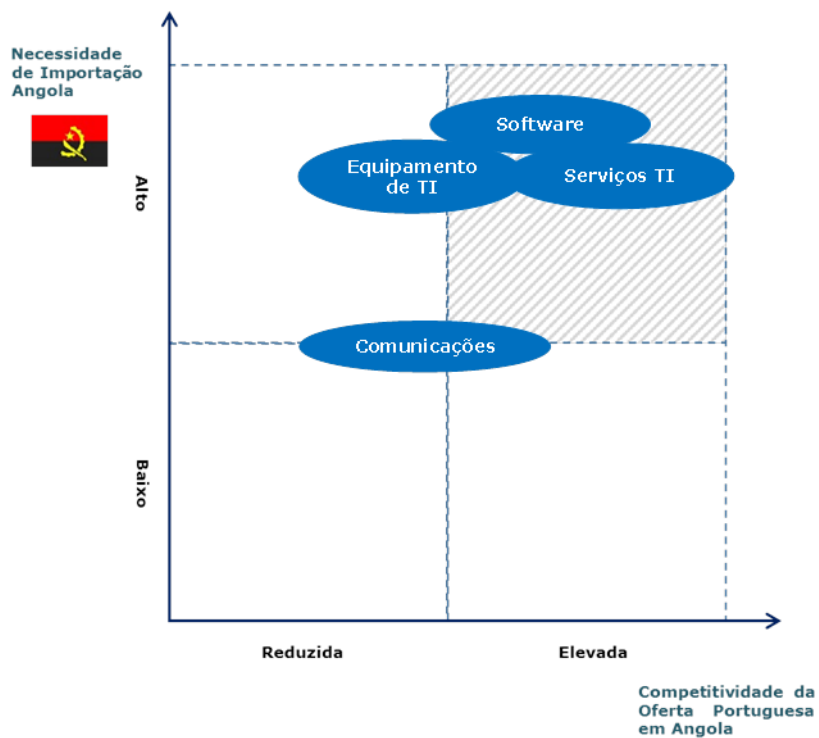 Necessidade
de Importação
Angola
Software
Equipamento
de TI
Serviços TI
Alto
Comunicações
Baixo
Reduzida
Elevada
Competitividade da
Oferta Portuguesa
em Angola